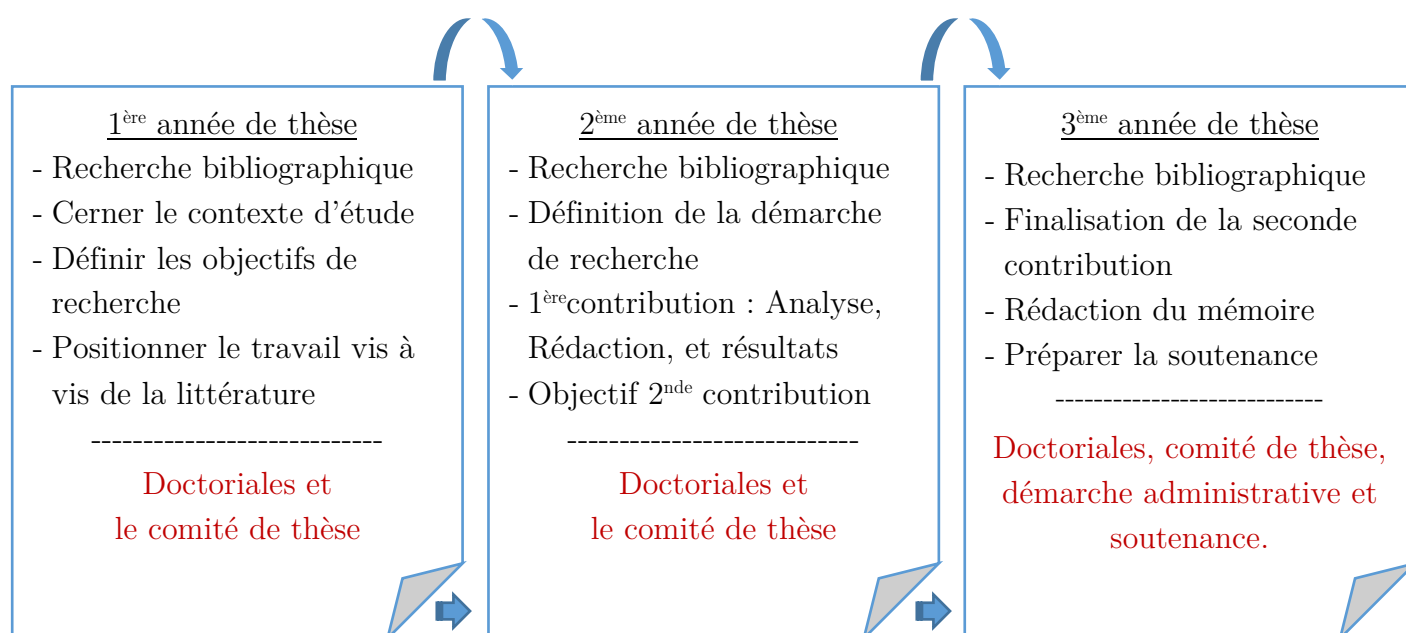 1ère année de thèse
- Recherche bibliographique
- Cerner le contexte d'étude
- Définir les objectifs de
recherche
- Positionner le travail vis à
vis de la littérature
----------------------------
Doctoriales et
le comité de thèse
2ème année de thèse
- Recherche bibliographique
- Définition de la démarche
de recherche
- 1èrecontribution : Analyse,
Rédaction, et résultats
- Objectif 2nde contribution
----------------------------
Doctoriales et
le comité de thèse
3ème année de thèse
- Recherche bibliographique
- Finalisation de la seconde
contribution
- Rédaction du mémoire
- Préparer la soutenance
----------------------------
Doctoriales, comité de thèse,
démarche administrative et
soutenance.